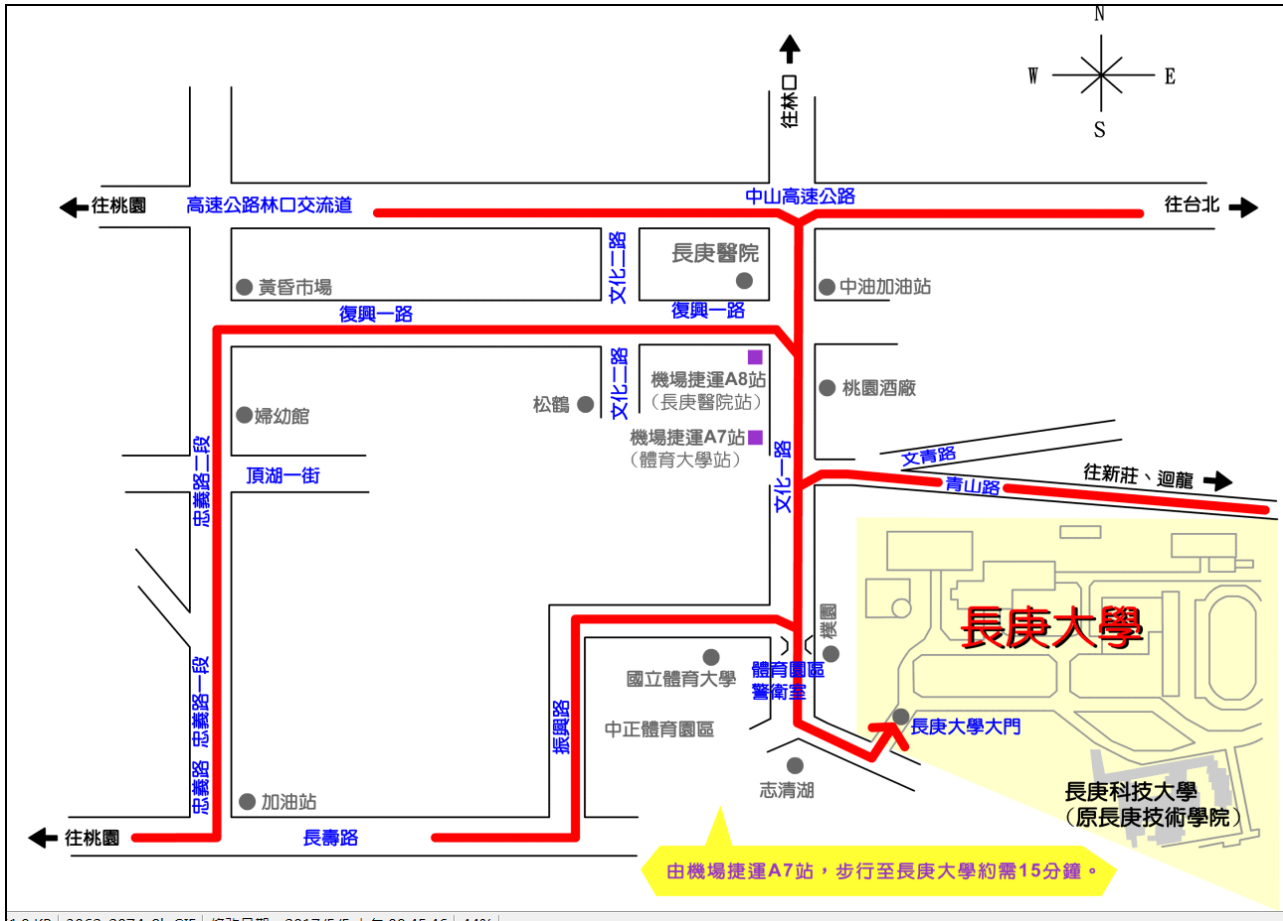 N
W
E
S
往林口
往桃園
高速公路林口交流道
中山高速公路
往台北
文化二路
長庚醫院
黃昏市場
中油加油站
復興一路
復興一路
文化二路
機場捷運A8站
(長庚醫院站)
桃園酒廠
松鶴
婦幼館
機場捷運A7站
(體育大學站)
文化一路
文青路
忠義路二段
頂湖一街
青山路
往新莊、迴龍
長庚大學
樸園
體育園區
警衛室
國立體育大學
忠義路一段
振興路
中正體育園區
長庚大學大門
忠義路
志清湖
加油站
長庚科技大學
(原長庚技術學院)
往桃園
長壽路
由機場捷運A7站,步行至長庚大學約需15分鐘。